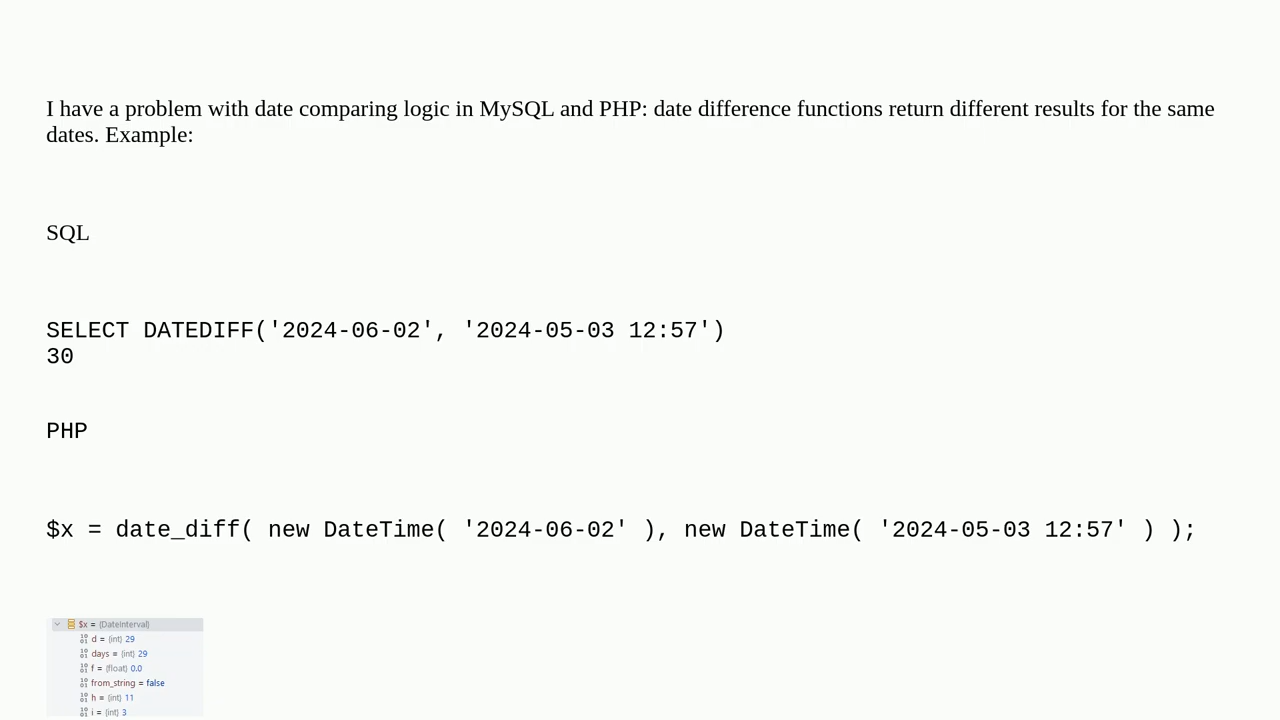 I have a problem with date comparing logic in MySQL and PHP: date difference functions return different results for the same
dates. Example:
SQL
SELECT DATEDIFF('2024-06-02', '2024-05-03 12:57')
30
PHP
$x = date_diff( new DateTime( '2024-06-02' ), new DateTime( '2024-05-03 12:57' ) );
$x = {DateInterval}
d = {int} 29
days = {int} 29
f = {float} 0.0
from_string = false
h = {int} 11
i = {int} 3